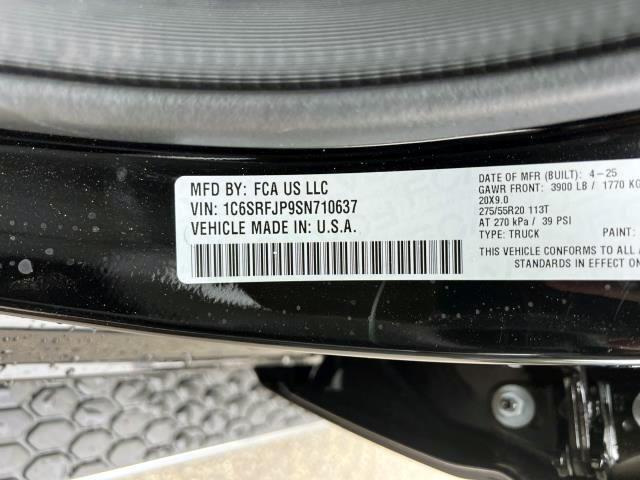 MFD BY: FCA US LLC
VIN: 1C6SRFJP9SN710637
VEHICLE MADE IN: U.S.A.
DATE OF MFR (BUILT): 4-25
GAWR FRONT: 3900 LB / 1770 KG
20X9.0
275/55R20 113T
AT 270 kPa / 39 PSI
TYPE: TRUCK PAINT:
THIS VEHICLE CONFORMS TO ALL
STANDARDS IN EFFECT ON